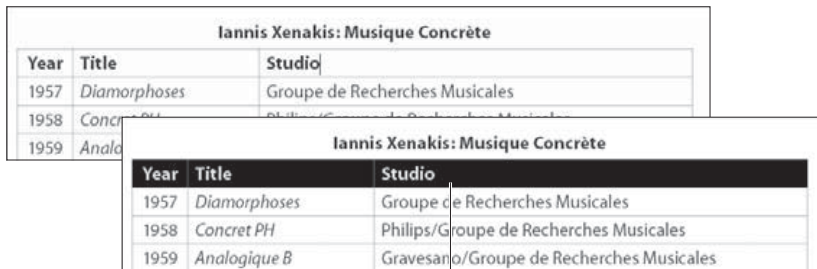 Iannis Xenakis: Musique Concrète
Year Title Studio
1957 Diamorphoses Groupe de Recherches Musicales
1958 Concret
1959 Analo
Iannis Xenakis: Musique Concrète
Year Title Studio
1957 Diamorphoses Groupe de Recherches Musicales
1958 Concret PH Philips/Groupe de Recherches Musicales
1959 Analogique B Gravesano/Groupe de Recherches Musicales